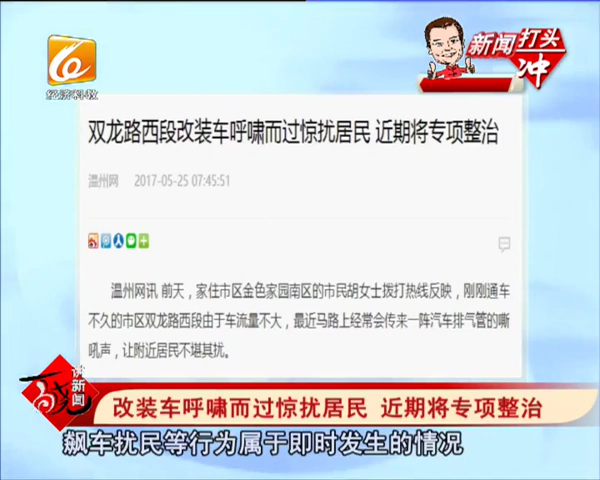 经济科教
新闻打头
冲
双龙路西段改装车呼啸而过惊扰居民 近期将专项整治
温州网 2017-05-25 07:45:51
温州网讯 前天，家住市区金色家园南区的市民胡女士拨打热线反映，刚刚通车
不久的市区双龙路西段由于车流量不大，最近马路上经常会传来一阵汽车排气管的嘶
吼声，让附近居民不堪其扰。
讲新闻
改装车呼啸而过惊扰居民 近期将专项整治
飙车扰民等行为属于即时发生的情况